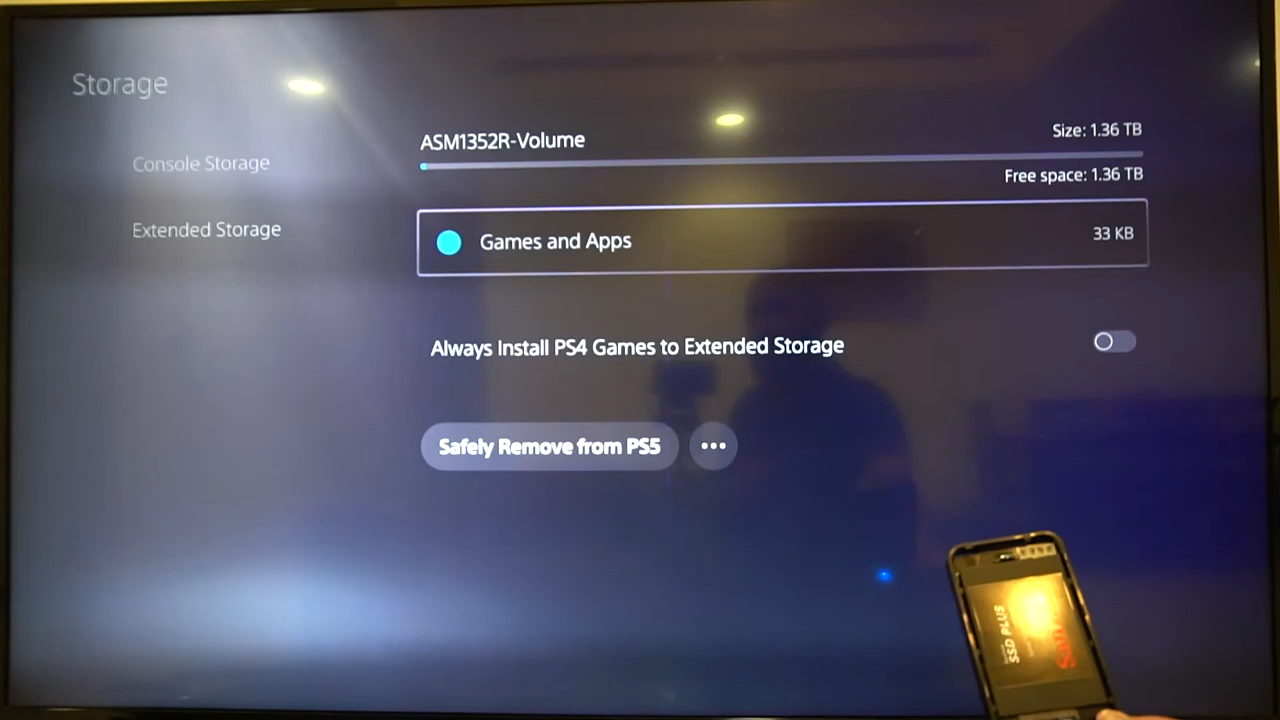 Storage
Console Storage
Extended Storage
ASM1352R-Volume
Size: 1.36 TB
Free space: 1.36 TB
Games and Apps
33 KB
Always Install PS4 Games to Extended Storage
Safely Remove from PS5
SSD PLUS